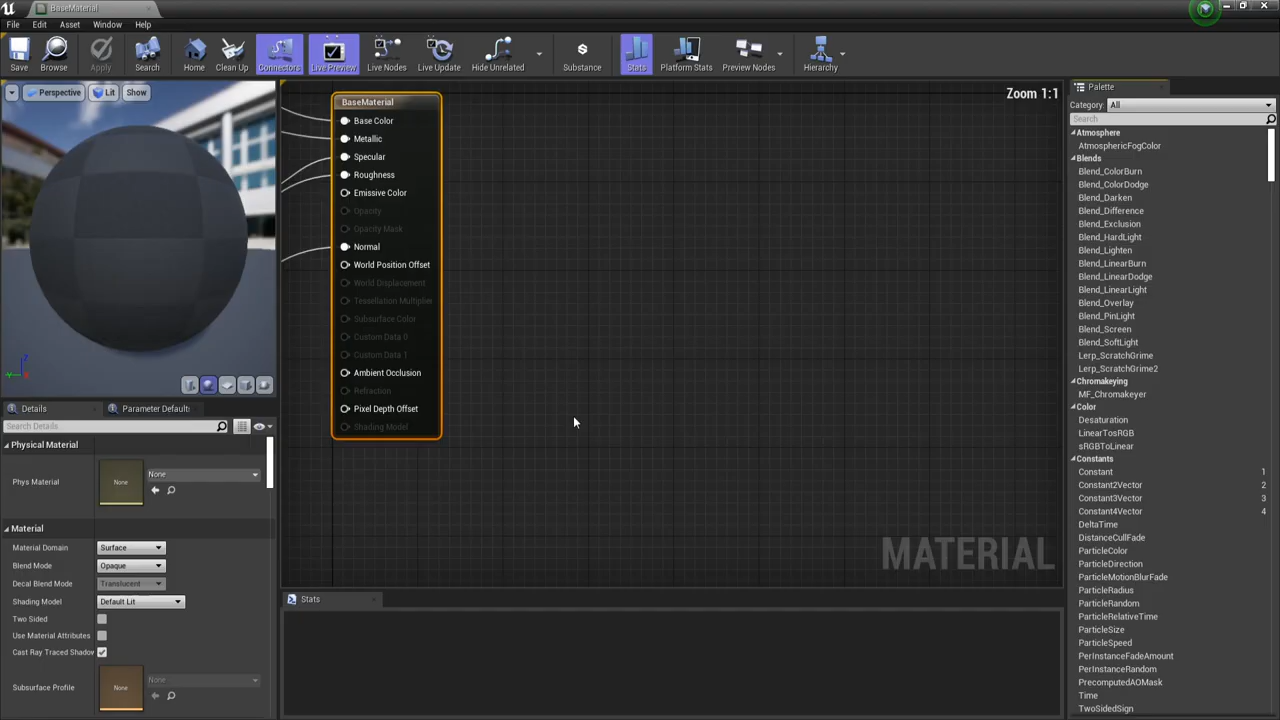 BaseMaterial
File Edit Asset Window Help
Save Browse Apply Search Home Clean Up Connectors Live Preview Live Nodes Live Update Hide Unrelated Substance Stats Platform Stats Preview Nodes Hierarchy
Perspective Lit Show
BaseMaterial
Base Color
Metallic
Specular
Roughness
Emissive Color
Opacity
Opacity Mask
Normal
World Position Offset
World Displacement
Tessellation Multiplier
Subsurface Color
Custom Data 0
Custom Data 1
Ambient Occlusion
Refraction
Pixel Depth Offset
Shading Model
Zoom 1:1
MATERIAL
Z
Y
X
Details Parameter Default
Search Details
Physical Material
Phys Material None None
Material
Material Domain Surface
Blend Mode Opaque
Decal Blend Mode Translucent
Shading Model Default Lit
Two Sided
Use Material Attributes
Cast Ray Traced Shadov
Subsurface Profile None None
Stats
Palette
Category: All
Search
Atmosphere
AtmosphericFogColor
Blends
Blend_ColorBurn
Blend_ColorDodge
Blend_Darken
Blend_Difference
Blend_Exclusion
Blend_HardLight
Blend_Lighten
Blend_LinearBurn
Blend_LinearDodge
Blend_LinearLight
Blend_Overlay
Blend_PinLight
Blend_Screen
Blend_SoftLight
Lerp_ScratchGrime
Lerp_ScratchGrime2
Chromakeying
MF_Chromakeyer
Color
Desaturation
LinearTosRGB
sRGBToLinear
Constants
Constant 1
Constant2Vector 2
Constant3Vector 3
Constant4Vector 4
DeltaTime
DistanceCullFade
ParticleColor
ParticleDirection
ParticleMotionBlurFade
ParticleRadius
ParticleRandom
ParticleRelativeTime
ParticleSize
ParticleSpeed
PerInstanceFadeAmount
PerInstanceRandom
PrecomputedAOMask
Time
TwoSidedSign